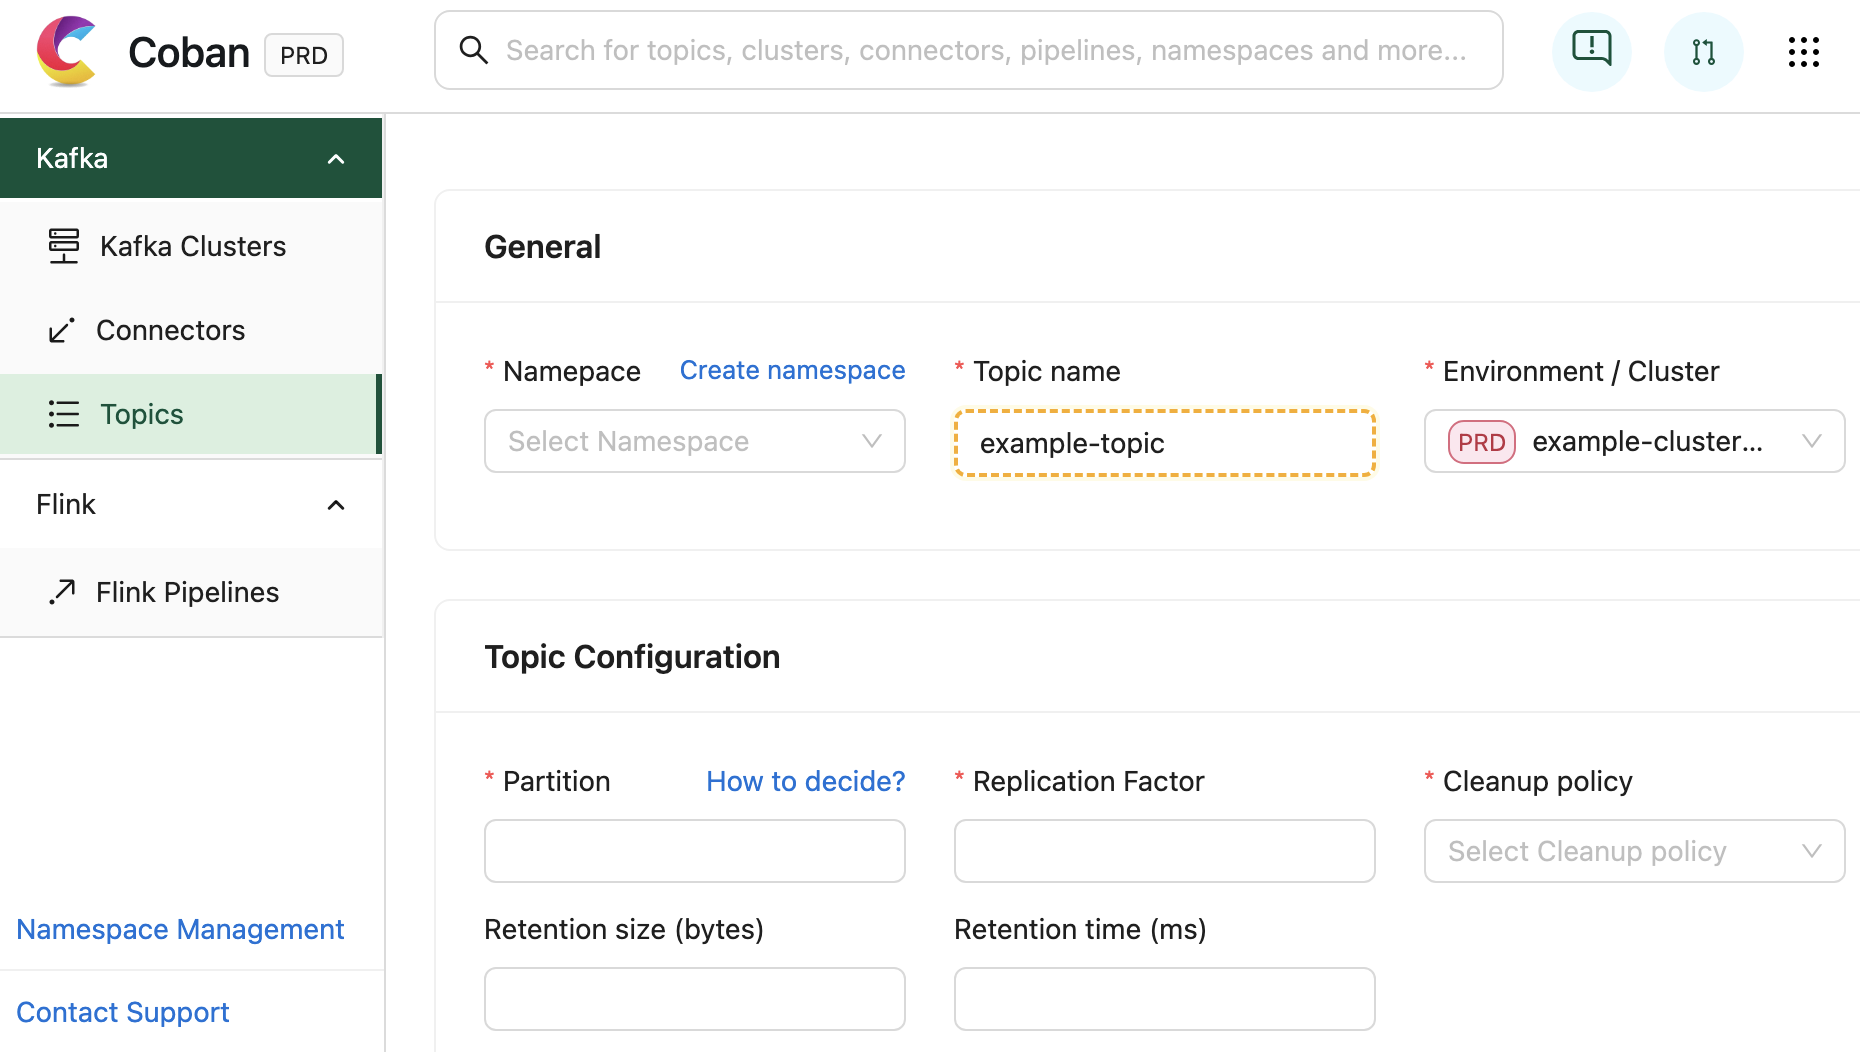 Coban PRD
Search for topics, clusters, connectors, pipelines, namespaces and more...
Kafka
Kafka Clusters
Connectors
Topics
Flink
Flink Pipelines
Namespace Management
Contact Support
General
* Namepace Create namespace
Select Namespace
* Topic name
example-topic
* Environment / Cluster
PRD example-cluster...
Topic Configuration
* Partition How to decide?
* Replication Factor
* Cleanup policy
Select Cleanup policy
Retention size (bytes)
Retention time (ms)